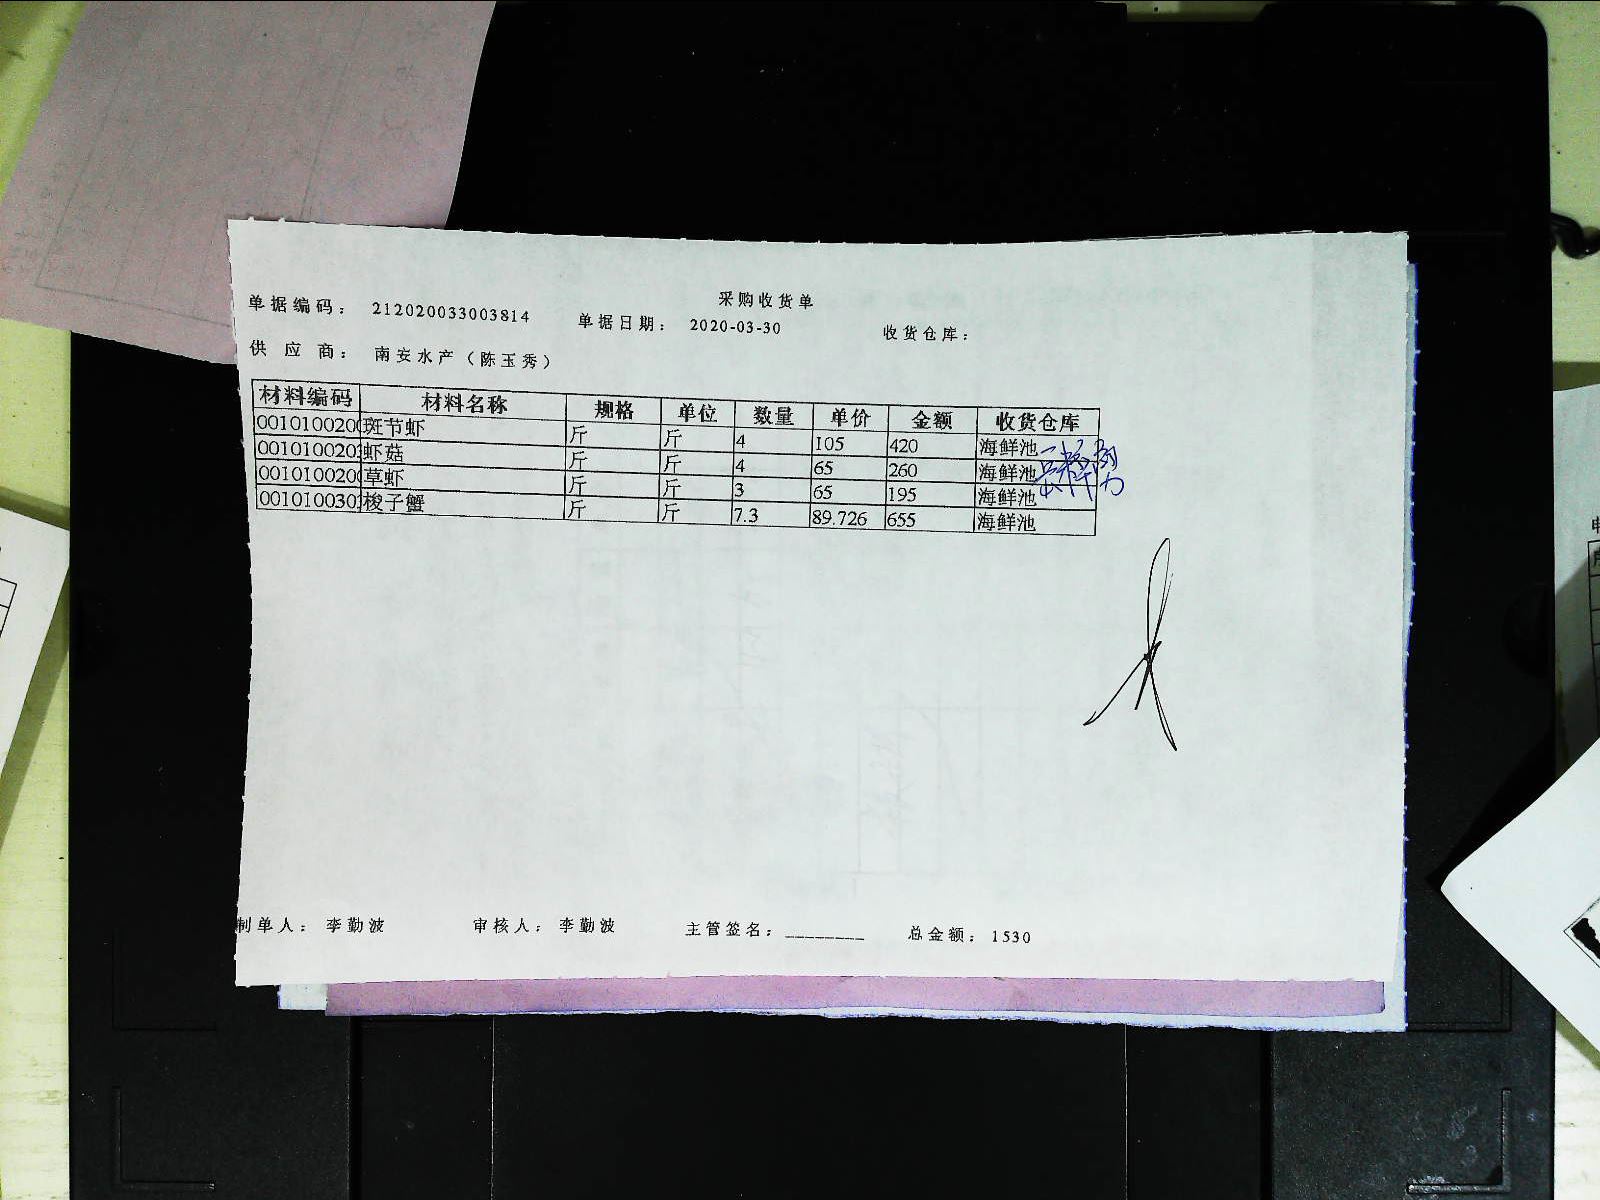 采购收货单
单据编码： 212020033003814 单据日期： 2020-03-30 收货仓库：
供应商： 南安水产（陈玉秀）
材料编码 材料名称 规格 单位 数量 单价 金额 收货仓库
001010020 斑节虾 斤 斤 4 105 420 海鲜池
001010020 虾菇 斤 斤 4 65 260 海鲜池
001010020 草虾 斤 斤 3 65 195 海鲜池
001010030 梭子蟹 斤 斤 7.3 89.726 655 海鲜池
制单人： 李勤波 审核人： 李勤波 主管签名：________ 总金额： 1530